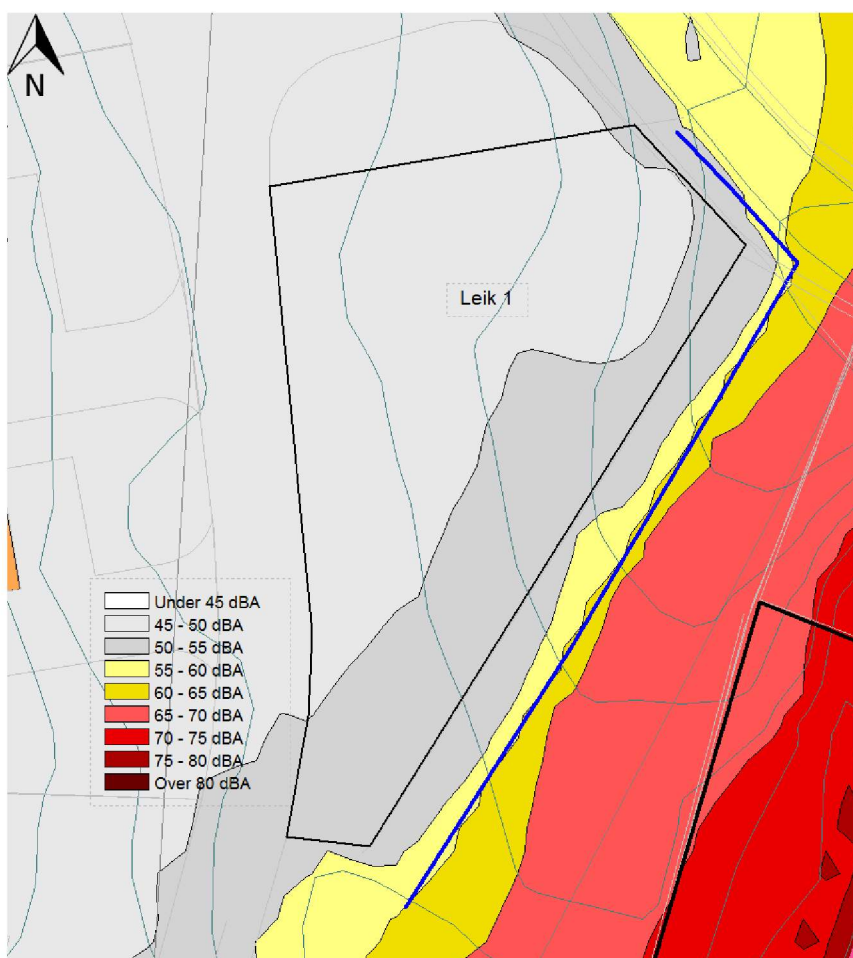 N
Leik 1
Under 45 dBA
45 - 50 dBA
50 - 55 dBA
55 - 60 dBA
60 - 65 dBA
65 - 70 dBA
70 - 75 dBA
75 - 80 dBA
Over 80 dBA